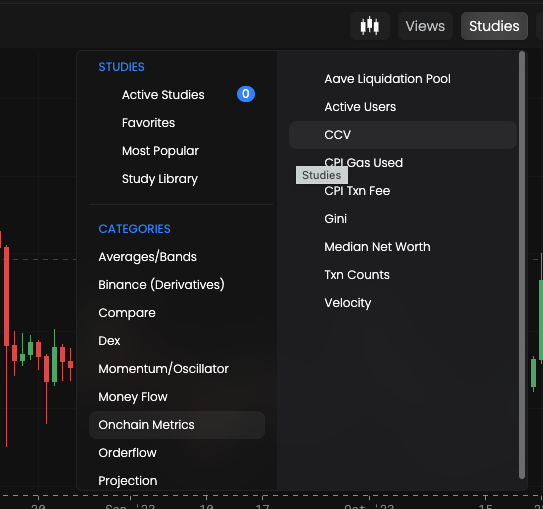 Views
Studies
STUDIES
Active Studies
0
Favorites
Most Popular
Study Library
CATEGORIES
Averages/Bands
Binance (Derivatives)
Compare
Dex
Momentum/Oscillator
Money Flow
Onchain Metrics
Orderflow
Projection
Aave Liquidation Pool
Active Users
CCV
CPI Gas Used
Studies
CPI Txn Fee
Gini
Median Net Worth
Txn Counts
Velocity
20
Sep '23
10
17
Oct '23
15